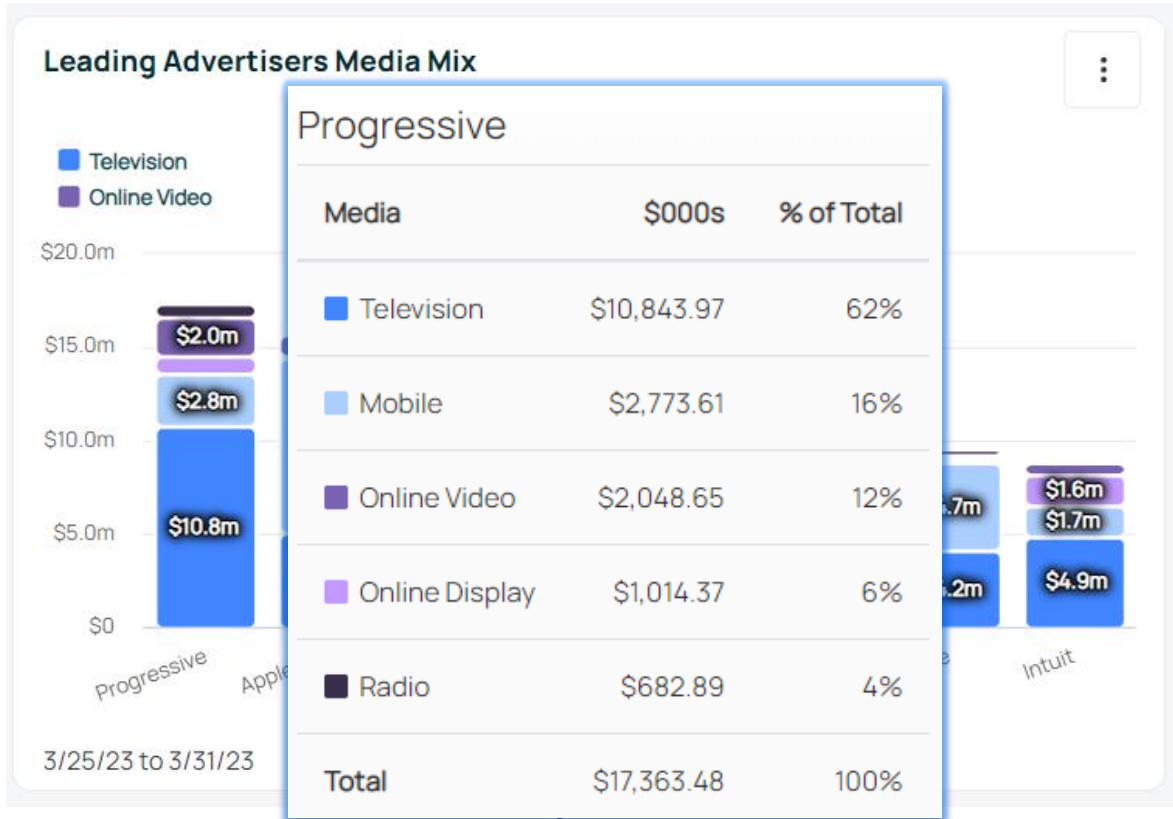 Leading Advertisers Media Mix
Television
Online Video
$20.0m
$15.0m
$10.0m
$5.0m
$0
$2.0m
$2.8m
$10.8m
Progressive
3/25/23 to 3/31/23
Progressive
Media $000s % of Total
Television $10,843.97 62%
Mobile $2,773.61 16%
Online Video $2,048.65 12%
Online Display $1,014.37 6%
Radio $682.89 4%
Total $17,363.48 100%
.7m
.2m
$1.6m
$1.7m
$4.9m
Intuit